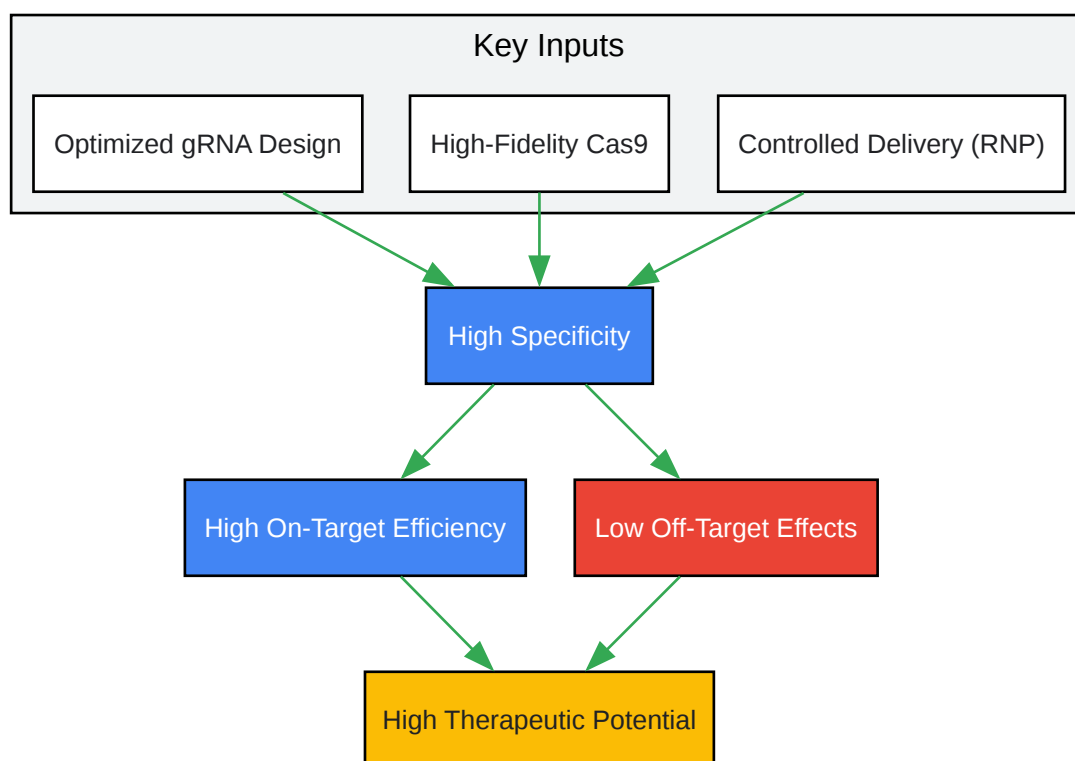 Key Inputs
Optimized gRNA Design
High-Fidelity Cas9
Controlled Delivery (RNP)
High Specificity
High On-Target Efficiency
Low Off-Target Effects
High Therapeutic Potential